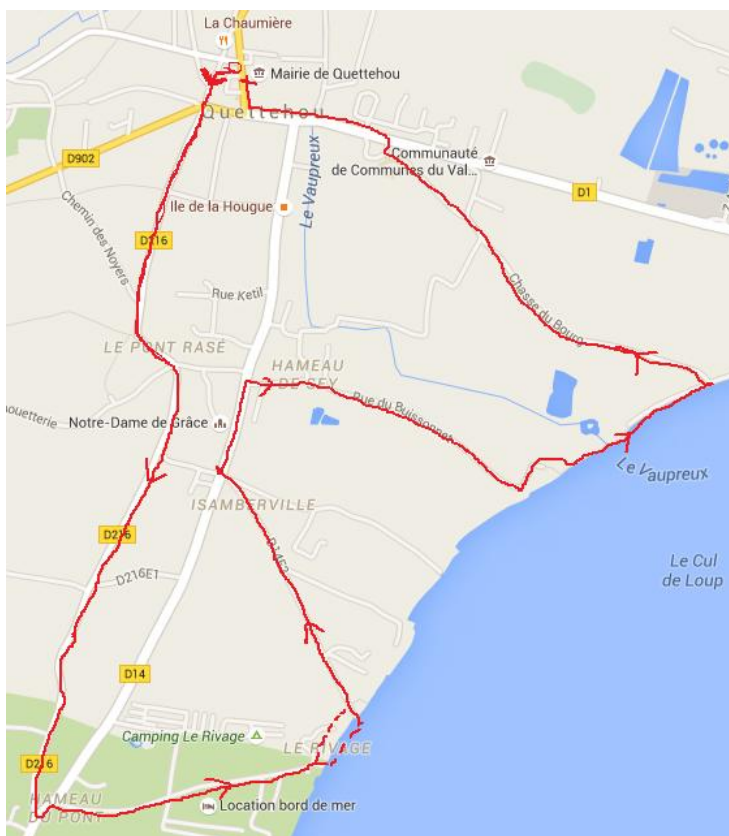 La Chaumière
Mairie de Quettehou
Quettehou
D902
Communauté
de Communes du Val...
D1
Le Vaupreux
Ile de la Hougue
Chemin des Noyers
D216
Chasse du Bourg
Rue Ketil
LE PONT RASÉ
HAMEAU
DE SEY
Rue du Buissonnet
ouetterie
Notre-Dame de Grâce
Le Vaupreux
ISAMBERVILLE
D216
D14E2
Le Cul
de Loup
D216E1
D14
Camping Le Rivage
LE RIVAGE
D216
HAMEAU
DU PONT
Location bord de mer